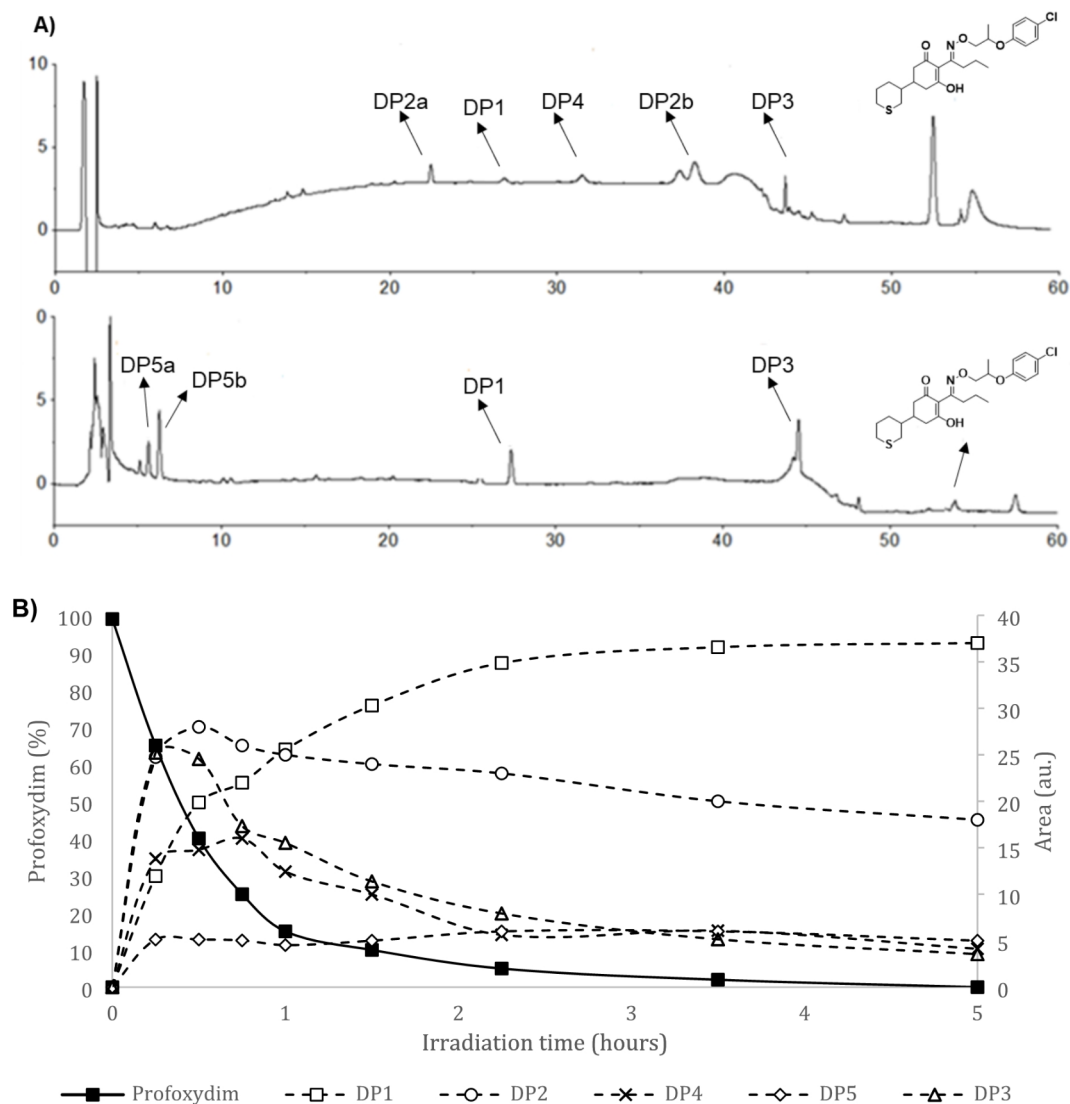 A)
O N O O Cl
S OH
10
5
0
DP2a DP1 DP4 DP2b DP3
0 10 20 30 40 50 60
O N O O Cl
S OH
0
5
0
DP5a DP5b DP1 DP3
0 10 20 30 40 50 60
B)
Profoxydim (%)
100
90
80
70
60
50
40
30
20
10
0
40
35
30
25
20
15
10
5
0
Area (au.)
0 1 2 3 4 5
Irradiation time (hours)
Profoxydim DP1 DP2 DP4 DP5 DP3